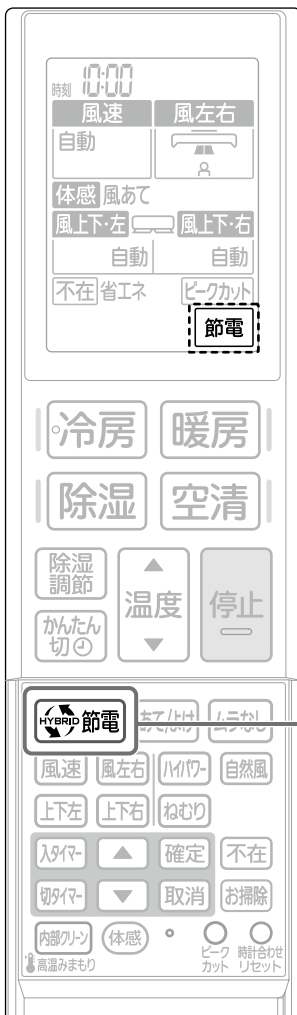 時刻 10:00
風速 風左右
自動
体感 風あて
風上下・左 風上下・右
自動 自動
不在 省エネ ピークカット
節電
冷房 暖房
除湿 空清
除湿調節 温度 停止
かんたん切
HYBRID 節電 あて/よけ ムラなし
風速 風左右 ハイパワー 自然風
上下左 上下右 ねむり
入タイマー ▲ 確定 不在
切タイマー ▼ 取消 お掃除
内部クリーン 体感 ピークカット 時計合わせ リセット
高温みまもり